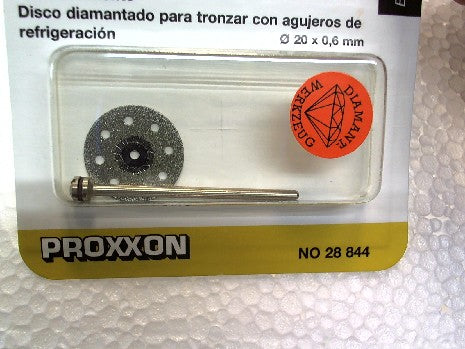 Disco diamantado para tronzar con agujeros de
refrigeración
Ø 20 x 0,6 mm
DIAMANT-
WERKZEUG
PROXXON
NO 28 844